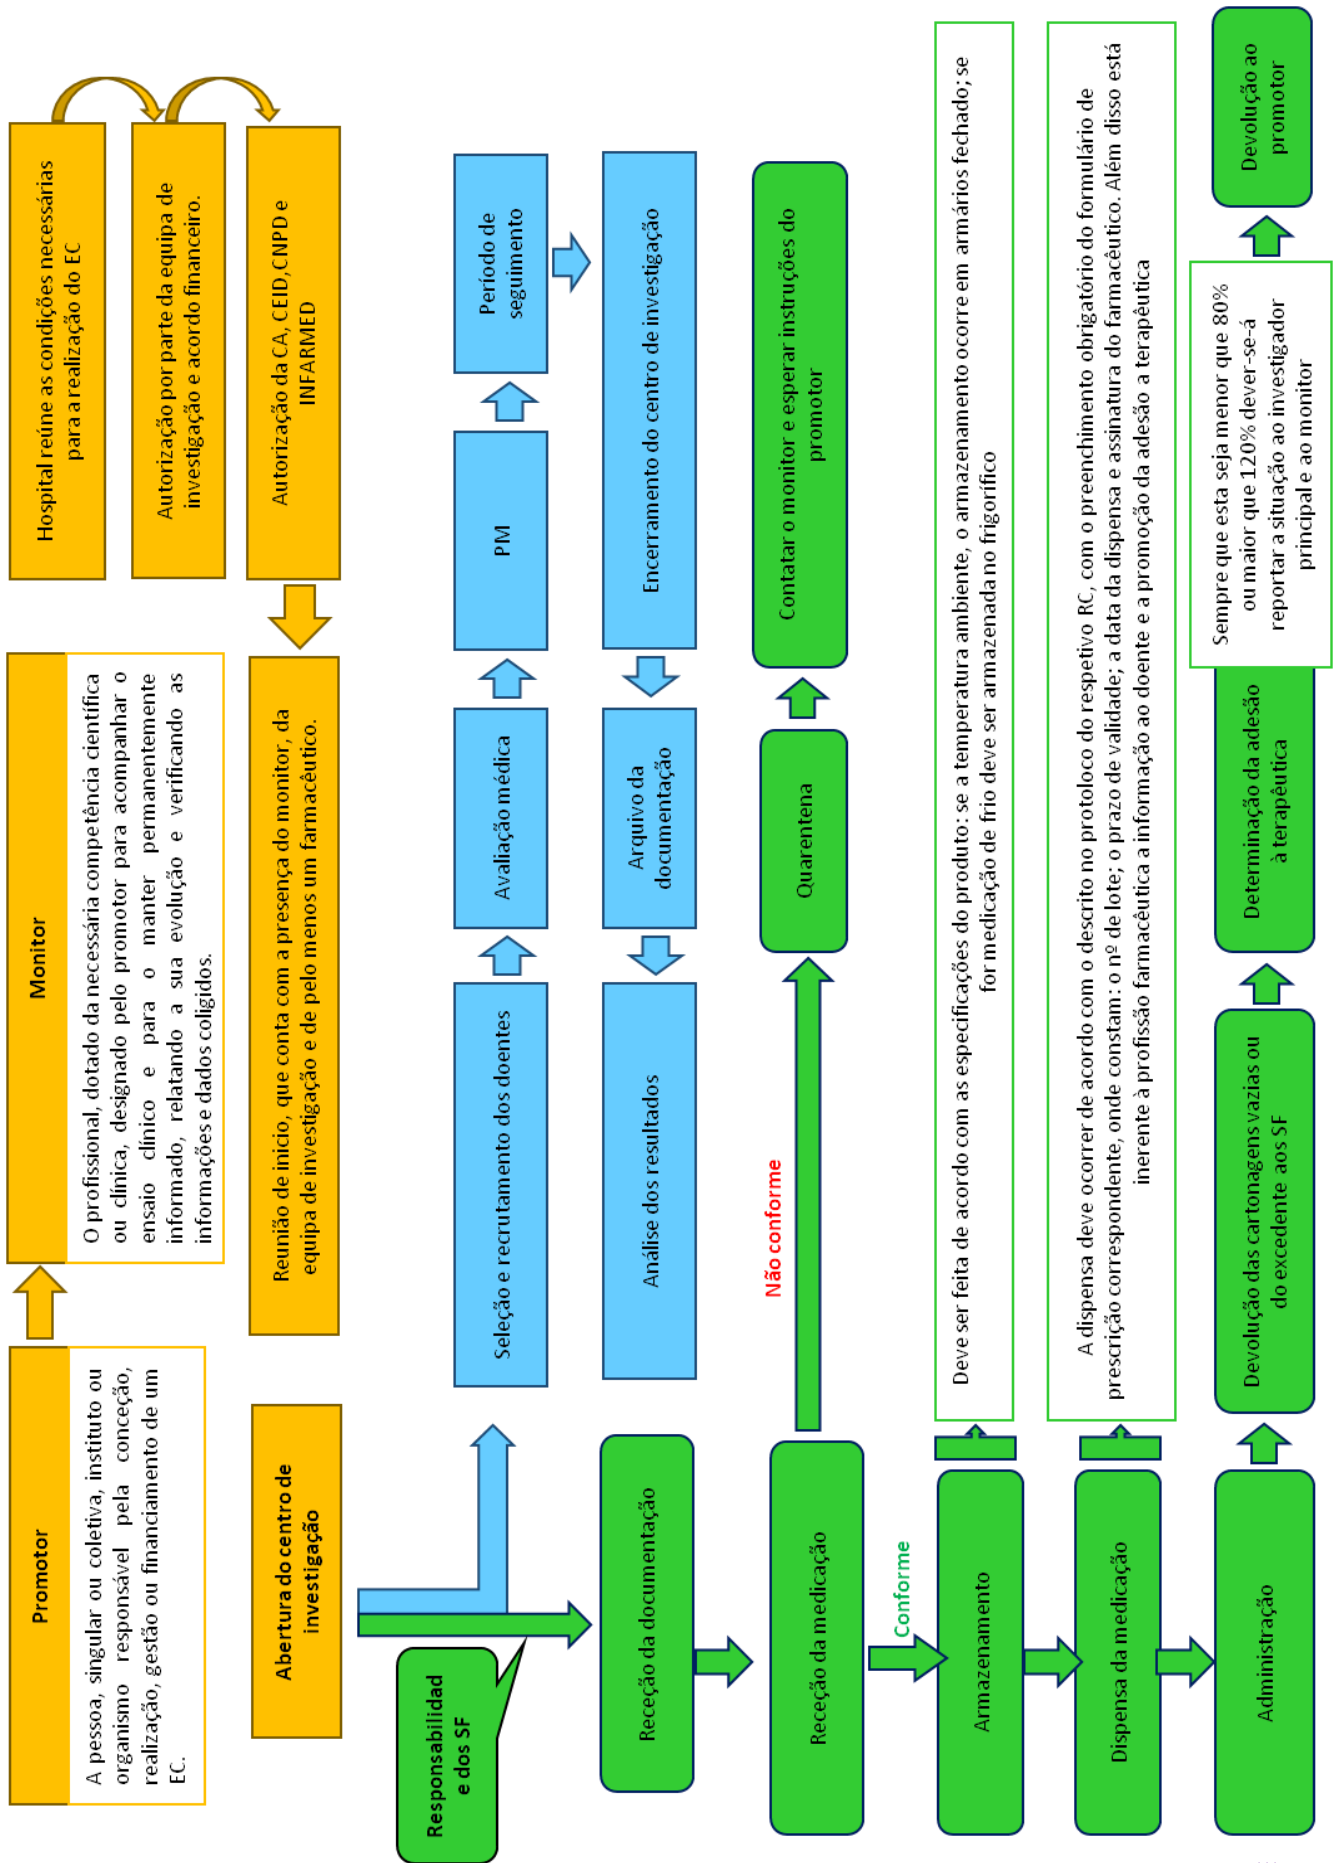 Promotor
A pessoa, singular ou coletiva, instituto ou
organismo responsável pela conceção,
realização, gestão ou financiamento de um
EC.
Monitor
O profissional, dotado da necessária competência científica
ou clínica, designado pelo promotor para acompanhar o
ensaio clínico e para o manter permanentemente
informado, relatando a sua evolução e verificando as
informações e dados coligidos.
Hospital reúne as condições necessárias
para a realização do EC
Autorização por parte da equipa de
investigação e acordo financeiro.
Autorização da CA, CEID, CNPD e
INFARMED
Reunião de inicio, que conta com a presença do monitor, da
equipa de investigação e de pelo menos um farmacêutico.
Abertura do centro de
investigação
Responsabilidad
e dos SF
Seleção e recrutamento dos doentes
Avaliação médica
PM
Período de
seguimento
Encerramento do centro de investigação
Arquivo da
documentação
Análise dos resultados
Receção da documentação
Receção da medicação
Não conforme
Quarentena
Contatar o monitor e esperar instruções do
promotor
Conforme
Armazenamento
Deve ser feita de acordo com as especificações do produto: se a temperatura ambiente, o armazenamento ocorre em armários fechado; se
for medicação de frio deve ser armazenada no frigorífico
Dispensa da medicação
A dispensa deve ocorrer de acordo com o descrito no protoloco do respetivo RC, com o preenchimento obrigatório do formulário de
prescrição correspondente, onde constam: o nº de lote; o prazo de validade; a data da dispensa e assinatura do farmacêutico. Além disso está
inerente à profissão farmacêutica a informação ao doente e a promoção da adesão a terapêutica
Administração
Devolução das cartonagens vazias ou
do excedente aos SF
Determinação da adesão
à terapêutica
Sempre que esta seja menor que 80%
ou maior que 120% dever-se-á
reportar a situação ao investigador
principal e ao monitor
Devolução ao
promotor